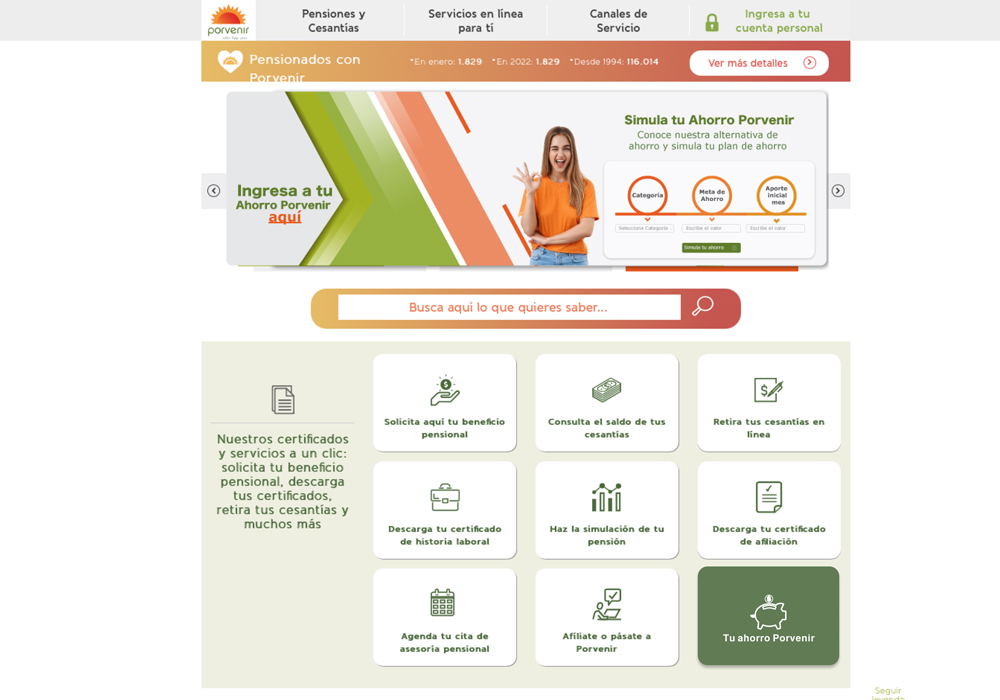 Pensiones y
Cesantías
Servicios en línea
para tí
Canales de
Servicio
Ingresa a tu
cuenta personal
porvenir
Pensionados con
Porvenir
*En enero: 1.829 *En 2022: 1.829 *Desde 1994: 116.014
Ver más detalles
Ingresa a tu
Ahorro Porvenir
aquí
Simula tu Ahorro Porvenir
Conoce nuestra alternativa de
ahorro y simula tu plan de ahorro
Categoría
Meta de
Ahorro
Aporte
inicial
mes
Selecciona Categoría
Escribe el valor
Escribe el valor
Simula tu ahorro
Busca aquí lo que quieres saber...
Nuestros certificados
y servicios a un clic:
solicita tu beneficio
pensional, descarga
tus certificados,
retira tus cesantías y
muchos más
Solicita aquí tu beneficio
pensional
Consulta el saldo de tus
cesantías
Retira tus cesantías en
línea
Descarga tu certificado
de historia laboral
Haz la simulación de tu
pensión
Descarga tu certificado
de afiliación
Agenda tu cita de
asesoría pensional
Afíliate o pásate a
Porvenir
Tu ahorro Porvenir
Seguir
leyendo